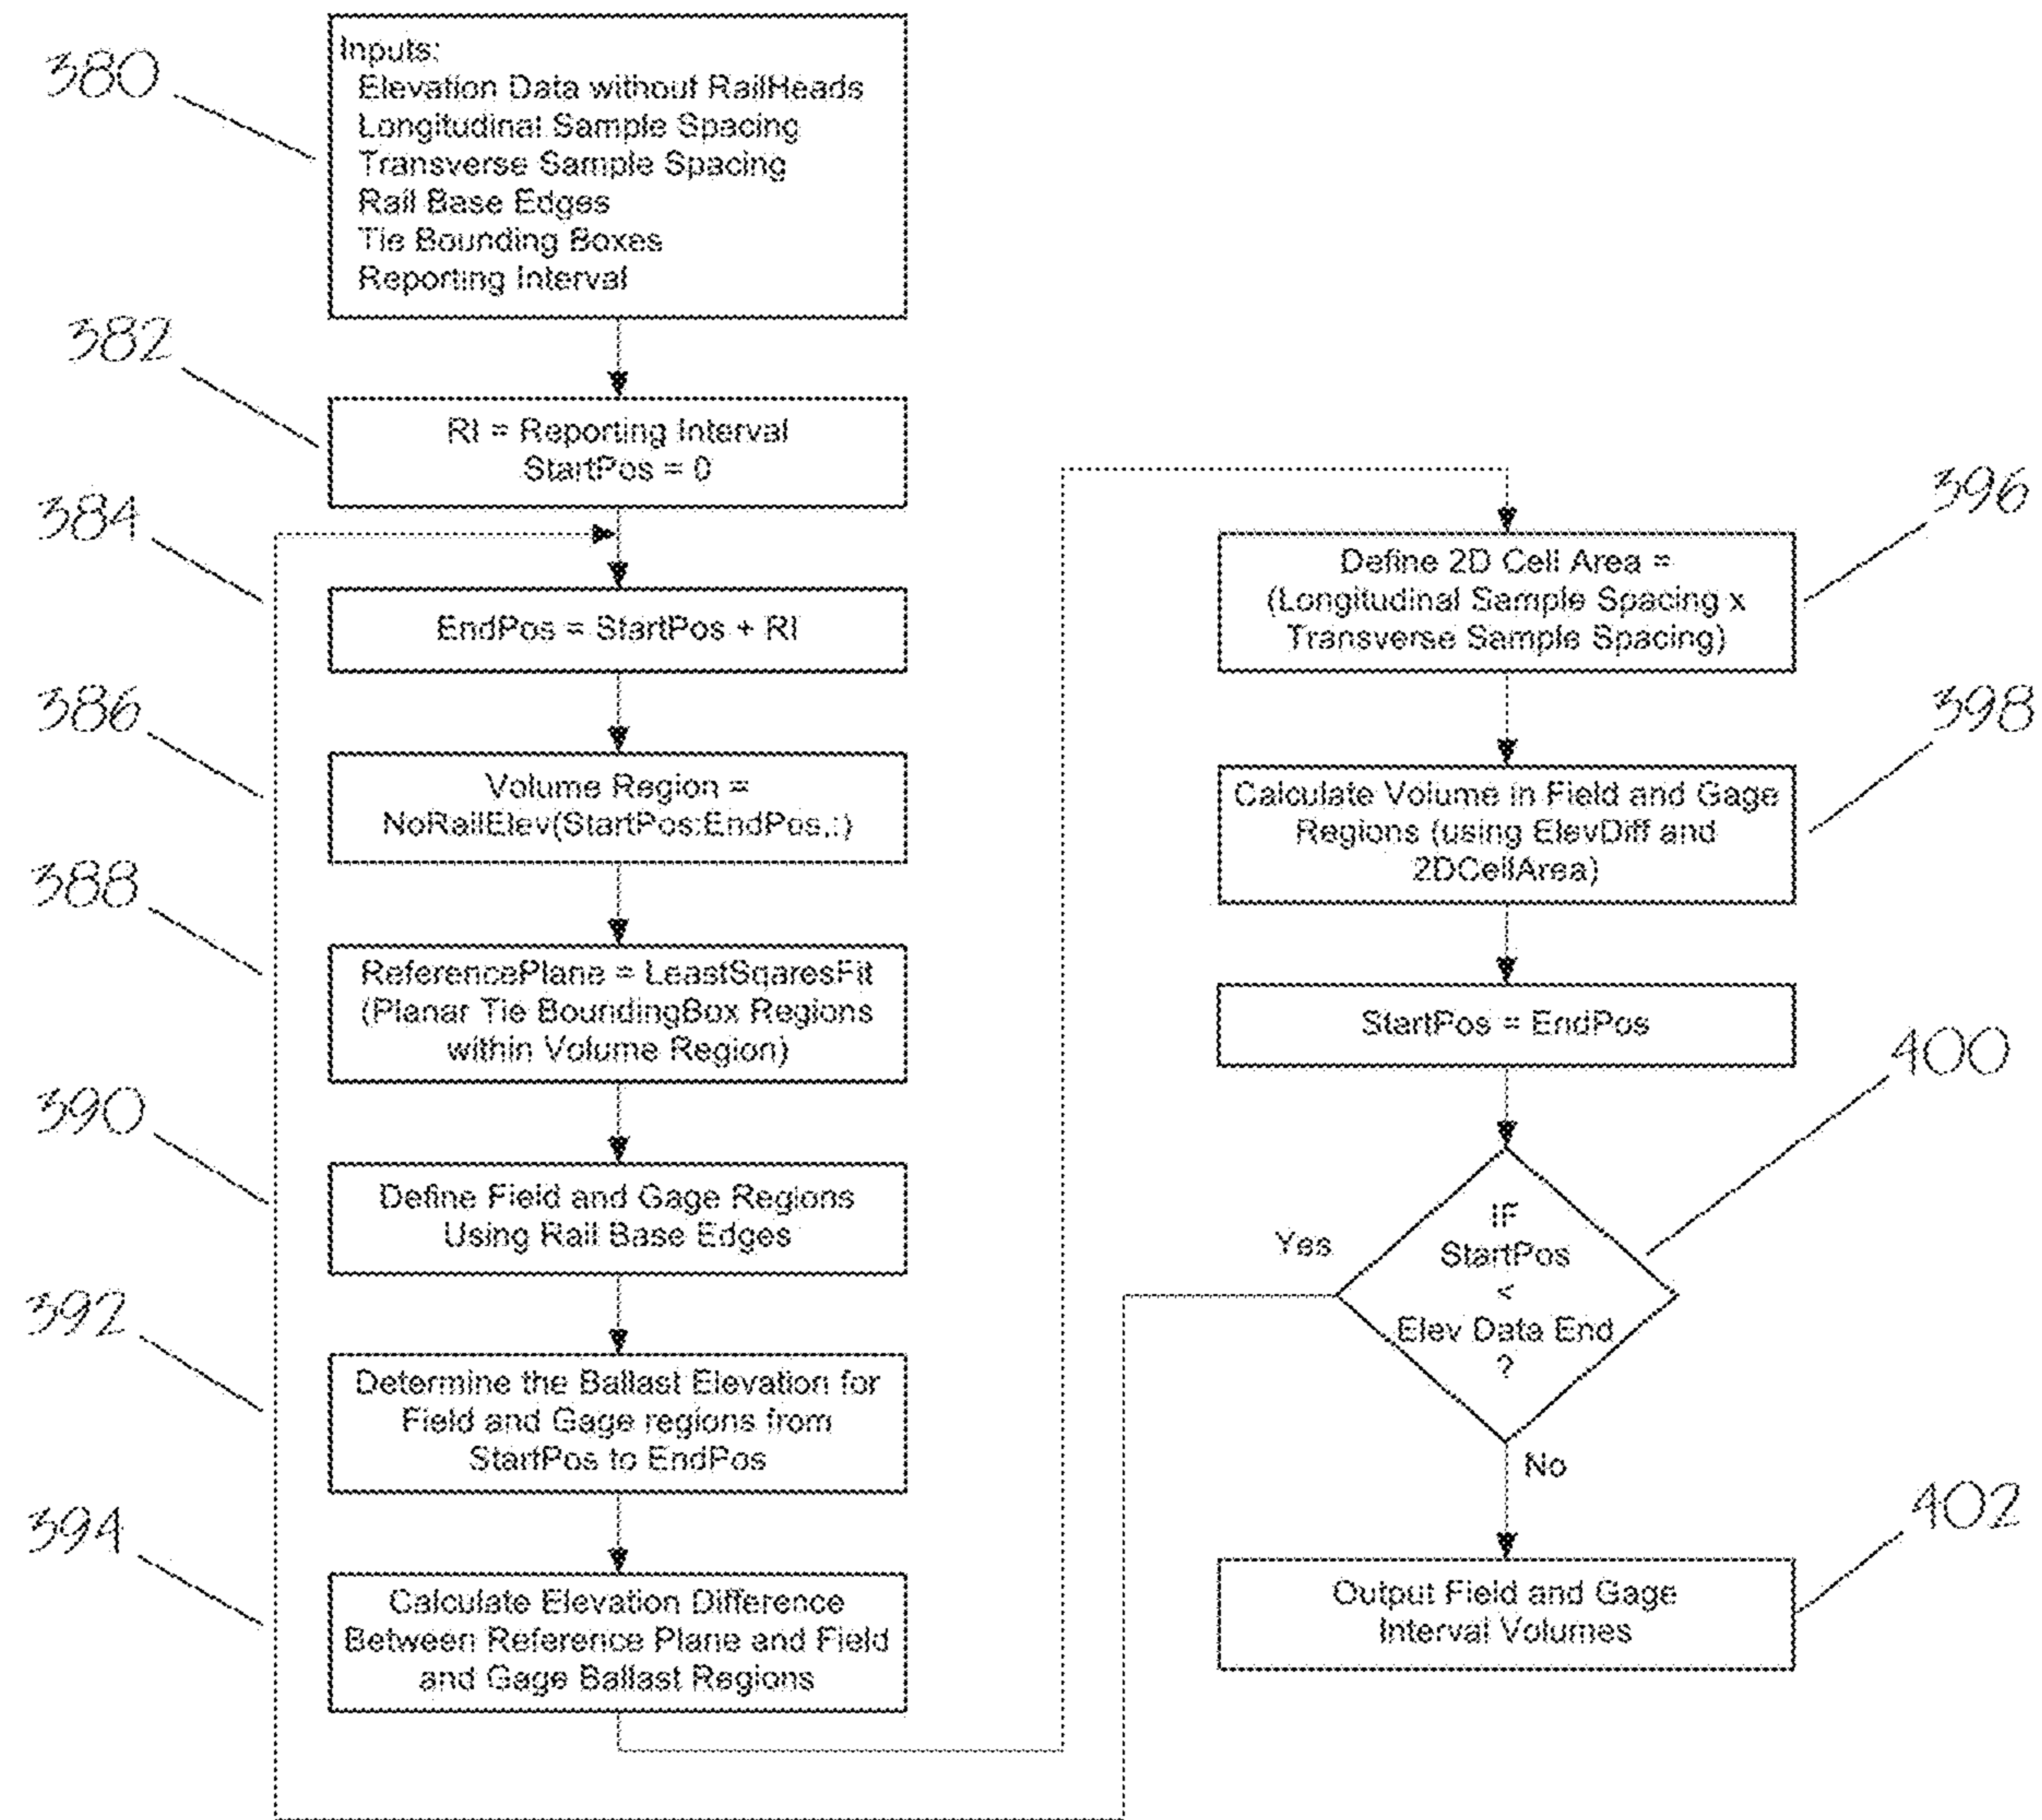 380
Inputs:
Elevation Data without RailHeads
Longitudinal Sample Spacing
Transverse Sample Spacing
Rail Base Edges
Tie Bounding Boxes
Reporting Interval
382
RI = Reporting Interval
StartPos = 0
384
EndPos = StartPos + RI
386
Volume Region =
NoRailElev(StartPos:EndPos,:)
388
ReferencePlane = LeastSqaresFit
(Planar Tie BoundingBox Regions
within Volume Region)
390
Define Field and Gage Regions
Using Rail Base Edges
392
Determine the Ballast Elevation for
Field and Gage regions from
StartPos to EndPos
394
Calculate Elevation Difference
Between Reference Plane and Field
and Gage Ballast Regions
396
Define 2D Cell Area =
(Longitudinal Sample Spacing x
Transverse Sample Spacing)
398
Calculate Volume in Field and Gage
Regions (using ElevDiff and
2DCellArea)
StartPos = EndPos
400
IF
StartPos
<
Elev Data End
?
Yes
No
402
Output Field and Gage
Interval Volumes